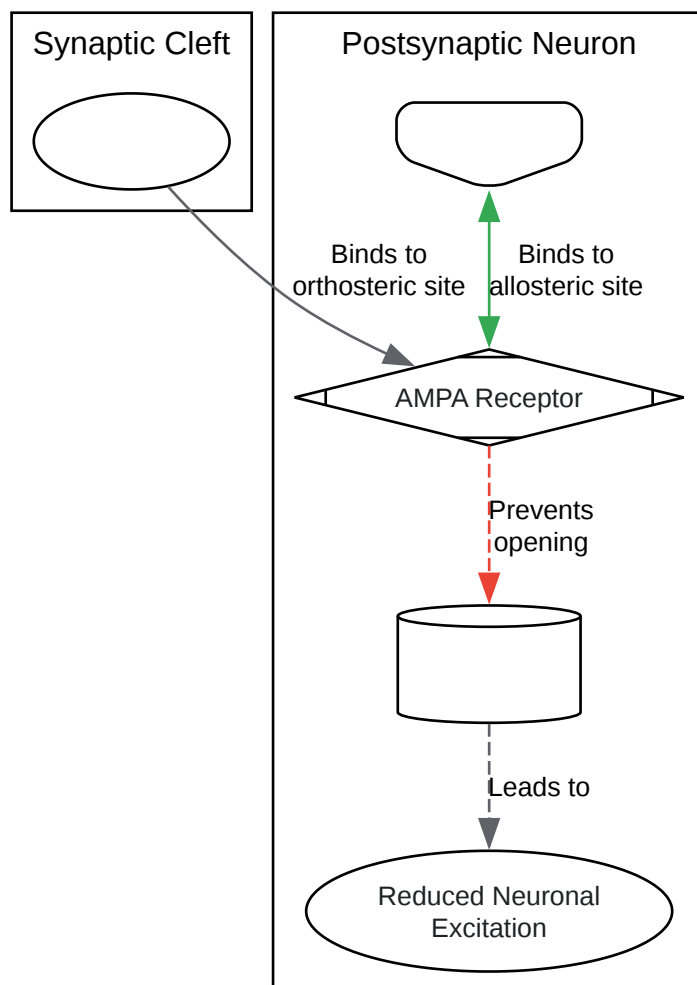 Synaptic Cleft
Postsynaptic Neuron
Binds to
orthosteric site
Binds to
allosteric site
AMPA Receptor
Prevents
opening
Leads to
Reduced Neuronal
Excitation